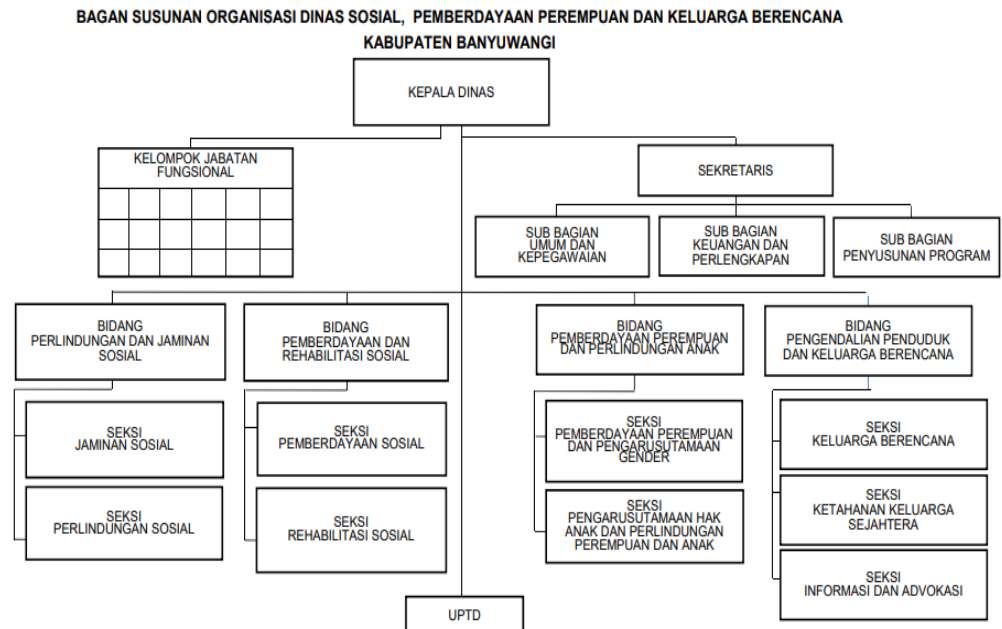 BAGAN SUSUNAN ORGANISASI DINAS SOSIAL, PEMBERDAYAAN PEREMPUAN DAN KELUARGA BERENCANA
KABUPATEN BANYUWANGI
KEPALA DINAS
KELOMPOK JABATAN
FUNGSIONAL
SEKRETARIS
SUB BAGIAN
UMUM DAN
KEPEGAWAIAN
SUB BAGIAN
KEUANGAN DAN
PERLENGKAPAN
SUB BAGIAN
PENYUSUNAN PROGRAM
BIDANG
PERLINDUNGAN DAN JAMINAN
SOSIAL
BIDANG
PEMBERDAYAAN DAN
REHABILITASI SOSIAL
BIDANG
PEMBERDAYAAN PEREMPUAN
DAN PERLINDUNGAN ANAK
BIDANG
PENGENDALIAN PENDUDUK
DAN KELUARGA BERENCANA
SEKSI
JAMINAN SOSIAL
SEKSI
PERLINDUNGAN SOSIAL
SEKSI
PEMBERDAYAAN SOSIAL
SEKSI
REHABILITASI SOSIAL
SEKSI
PEMBERDAYAAN PEREMPUAN
DAN PENGARUSUTAMAAN
GENDER
SEKSI
PENGARUSUTAMAAN HAK
ANAK DAN PERLINDUNGAN
PEREMPUAN DAN ANAK
SEKSI
KELUARGA BERENCANA
SEKSI
KETAHANAN KELUARGA
SEJAHTERA
SEKSI
INFORMASI DAN ADVOKASI
UPTD